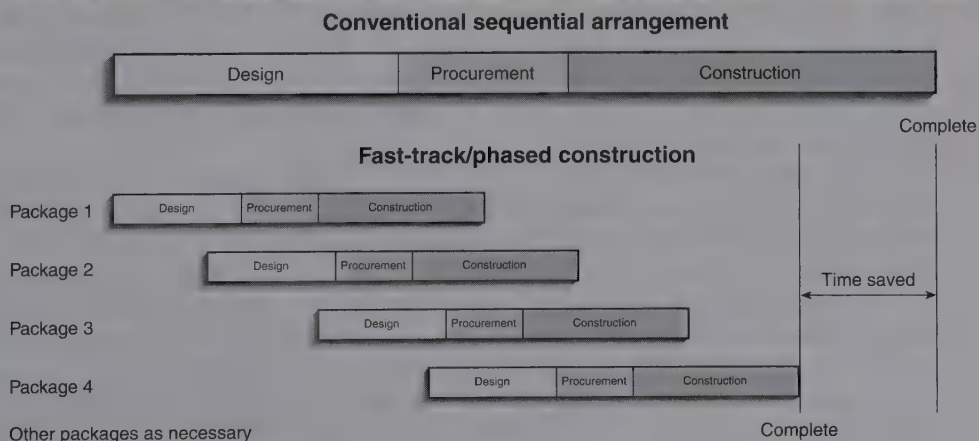 Conventional sequential arrangement
Design Procurement Construction
Complete
Fast-track/phased construction
Package 1 Design Procurement Construction
Package 2 Design Procurement Construction
Time saved
Package 3 Design Procurement Construction
Package 4 Design Procurement Construction
Other packages as necessary
Complete